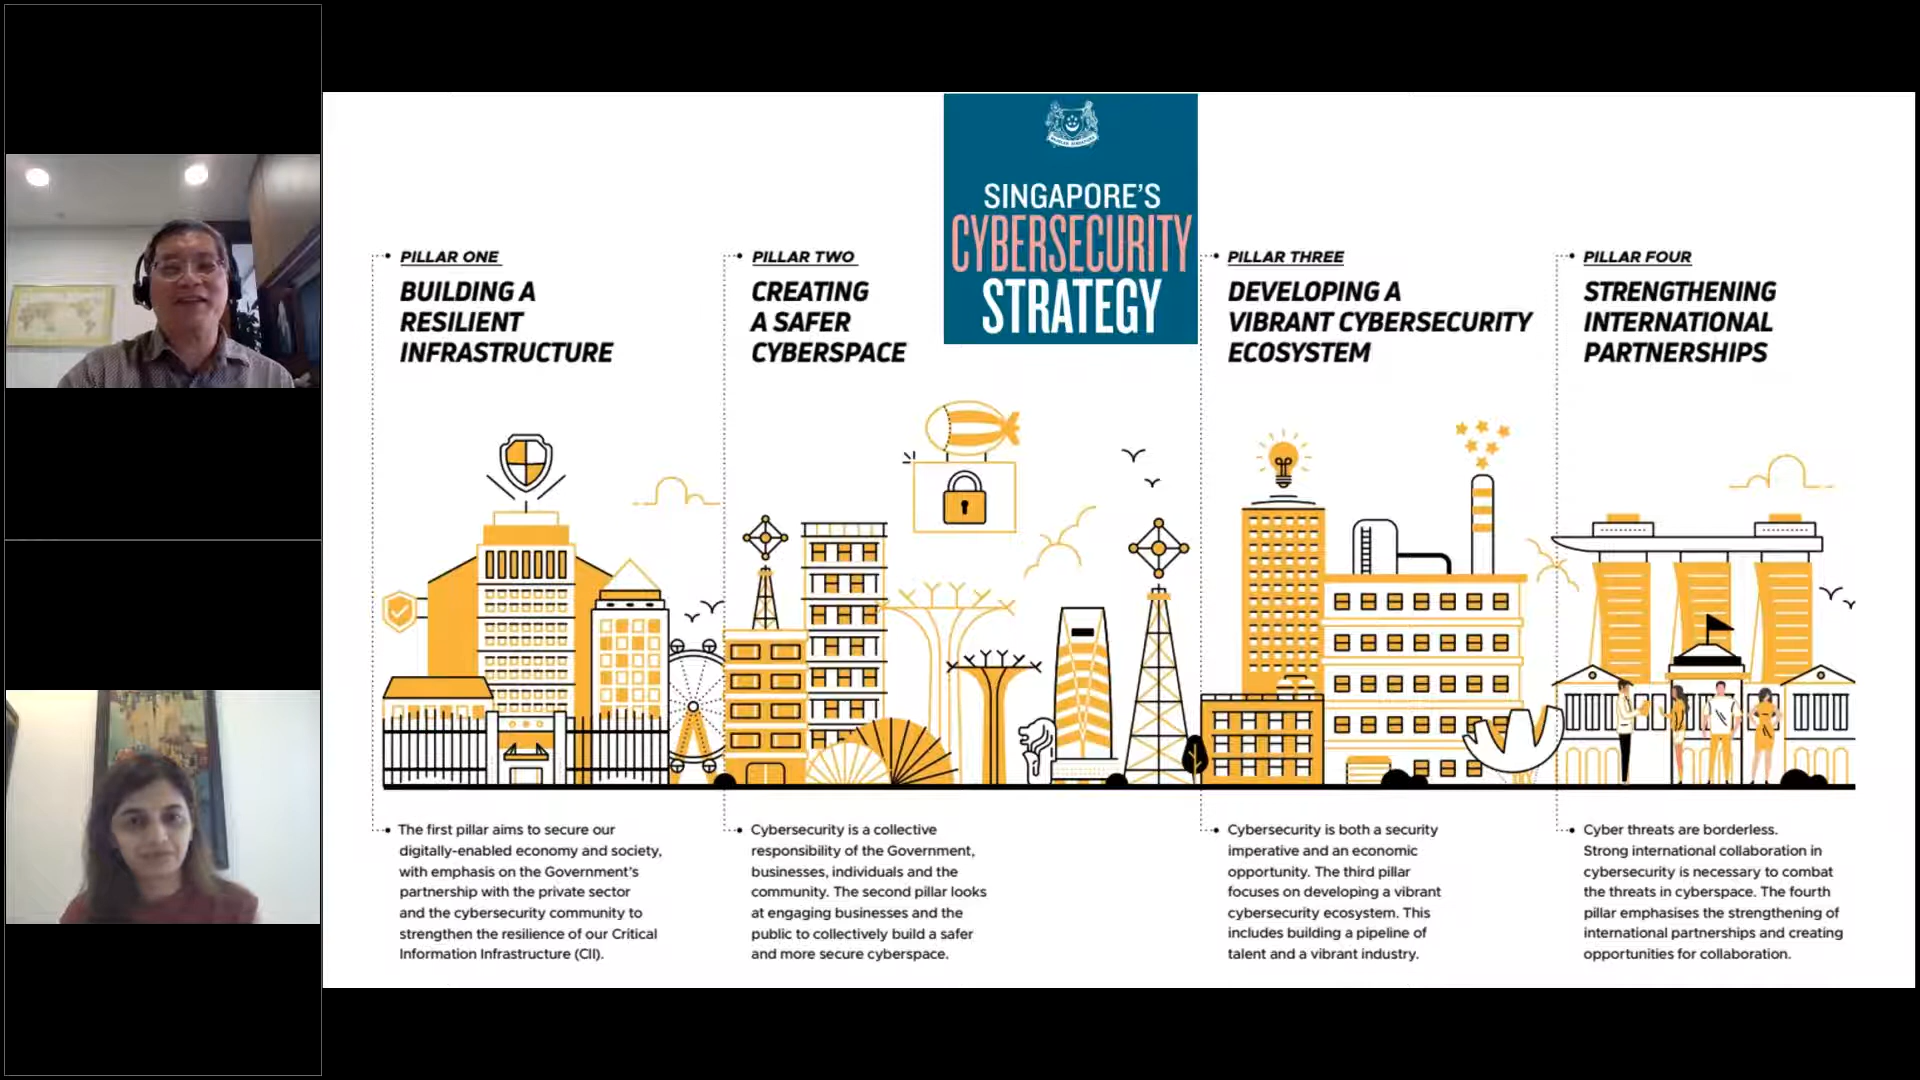 SINGAPORE'S
CYBERSECURITY
STRATEGY
PILLAR ONE
BUILDING A
RESILIENT
INFRASTRUCTURE
The first pillar aims to secure our
digitally-enabled economy and society,
with emphasis on the Government's
partnership with the private sector
and the cybersecurity community to
strengthen the resilience of our Critical
Information Infrastructure (CII).
PILLAR TWO
CREATING
A SAFER
CYBERSPACE
Cybersecurity is a collective
responsibility of the Government,
businesses, individuals and the
community. The second pillar looks
at engaging businesses and the
public to collectively build a safer
and more secure cyberspace.
PILLAR THREE
DEVELOPING A
VIBRANT CYBERSECURITY
ECOSYSTEM
Cybersecurity is both a security
imperative and an economic
opportunity. The third pillar
focuses on developing a vibrant
cybersecurity ecosystem. This
includes building a pipeline of
talent and a vibrant industry.
PILLAR FOUR
STRENGTHENING
INTERNATIONAL
PARTNERSHIPS
Cyber threats are borderless.
Strong international collaboration in
cybersecurity is necessary to combat
the threats in cyberspace. The fourth
pillar emphasises the strengthening of
international partnerships and creating
opportunities for collaboration.